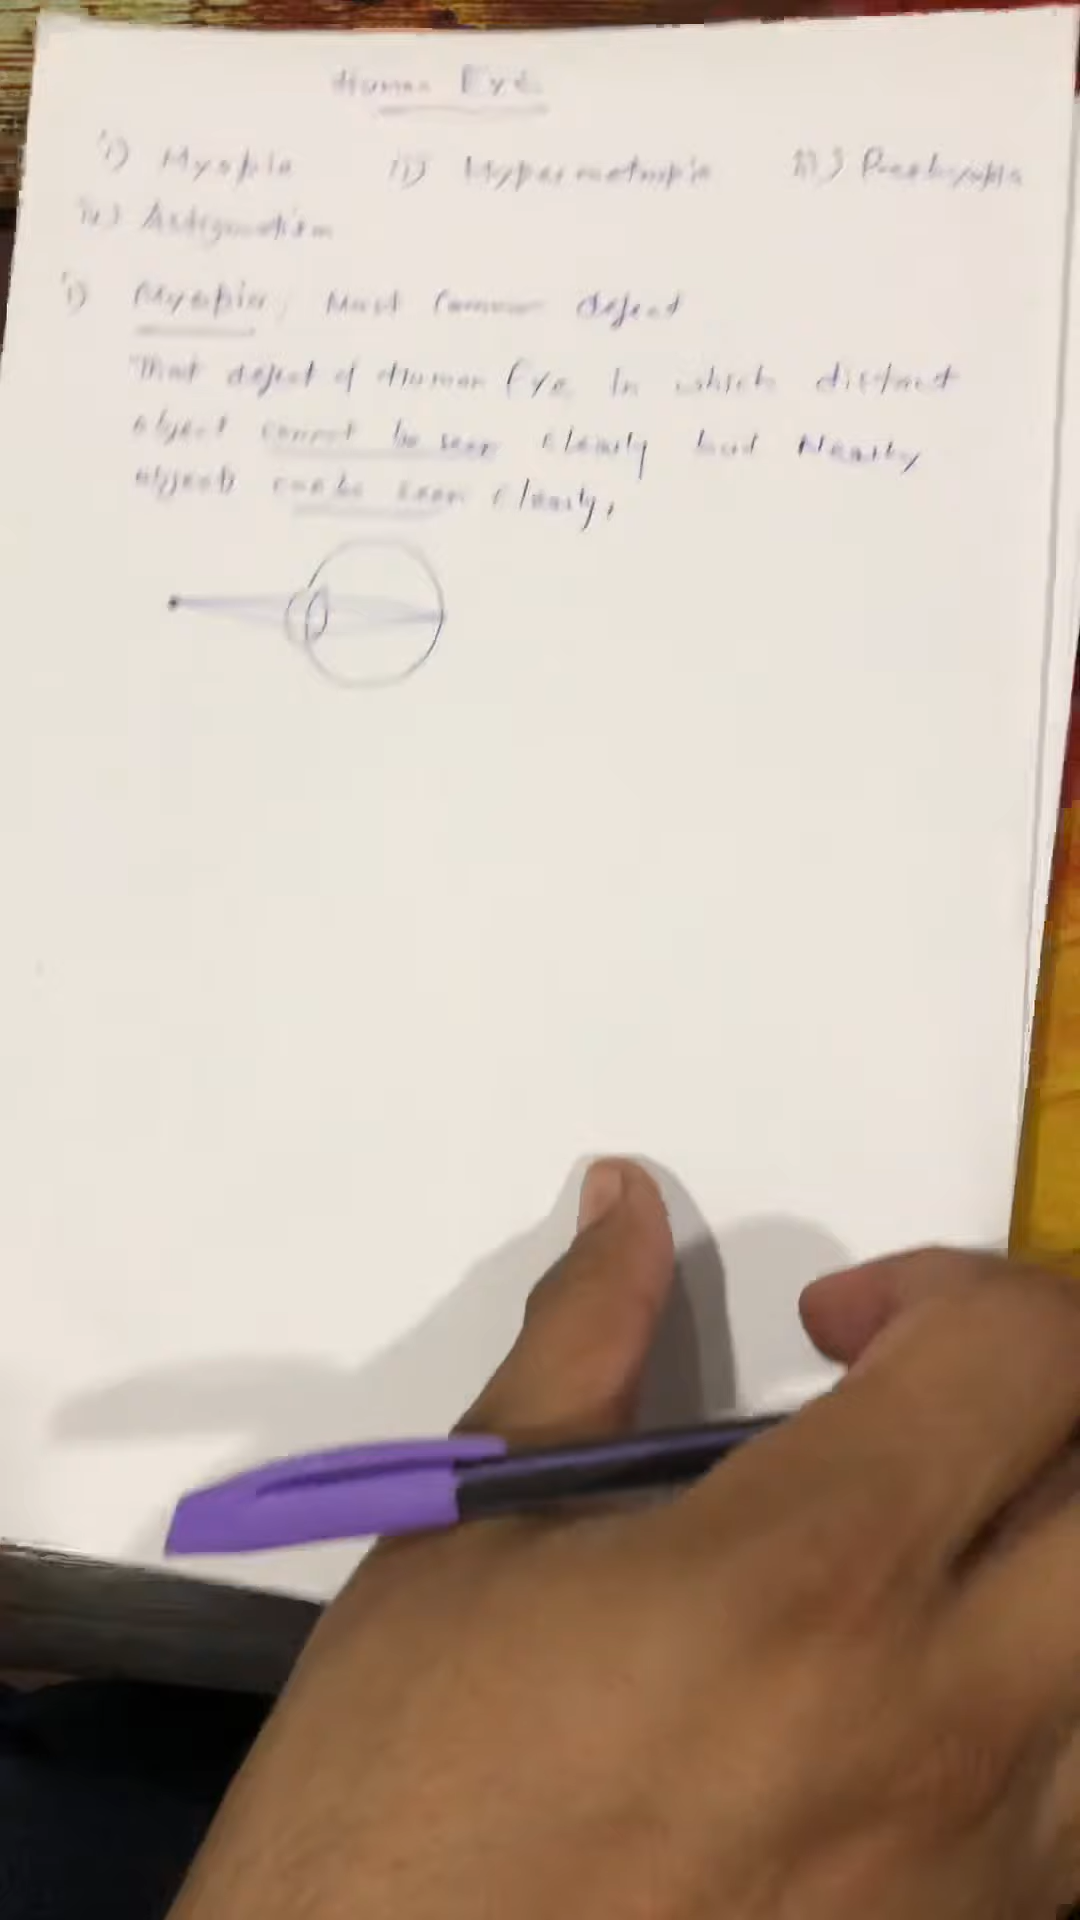 Human Eye
i) Myopia ii) Hypermetropia iii) Presbyopia
iv) Astigmatism
i) Myopia, Most Common defect
That defect of Human Eye In which distant
object cannot be seen clearly but Nearby
objects can be seen clearly,